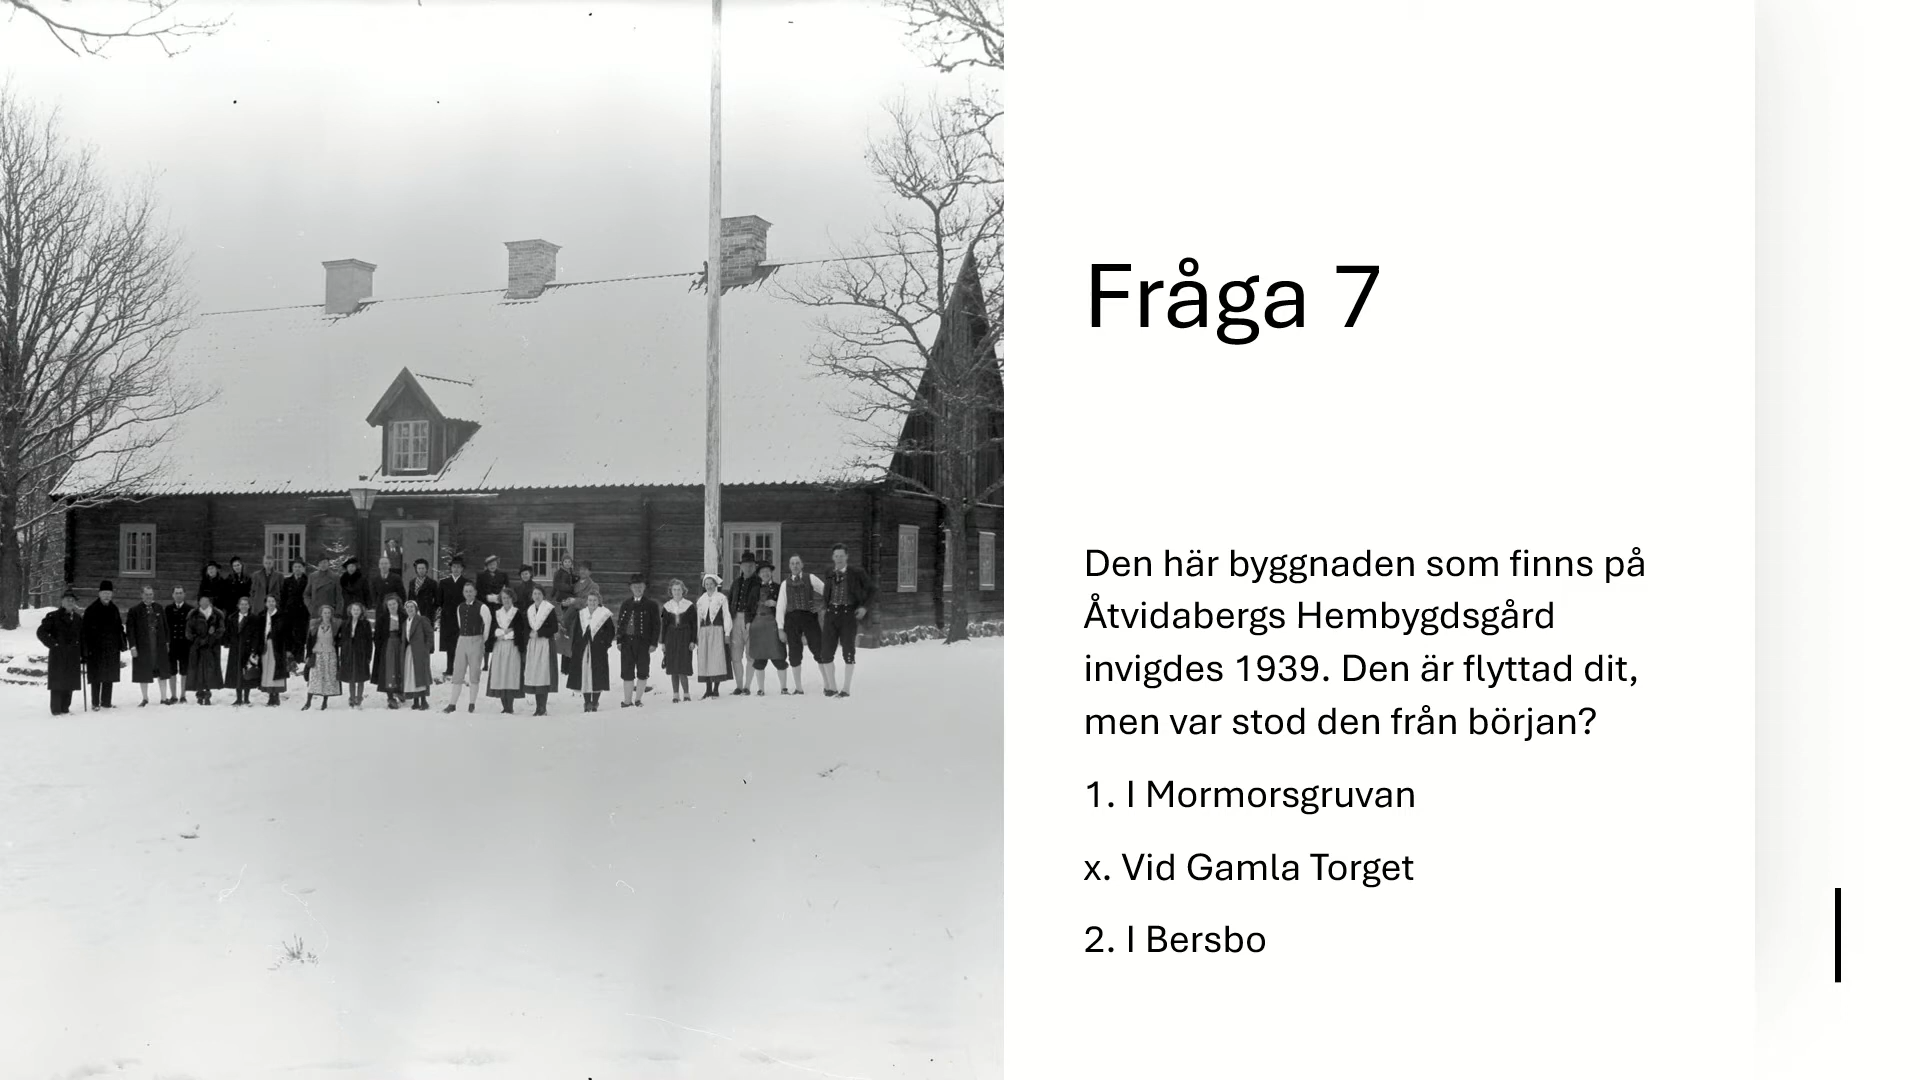 Fråga 7
Den här byggnaden som finns på
Åtvidabergs Hembygdsgård
invigdes 1939. Den är flyttad dit,
men var stod den från början?
1. I Mormorsgruvan
x. Vid Gamla Torget
2. I Bersbo